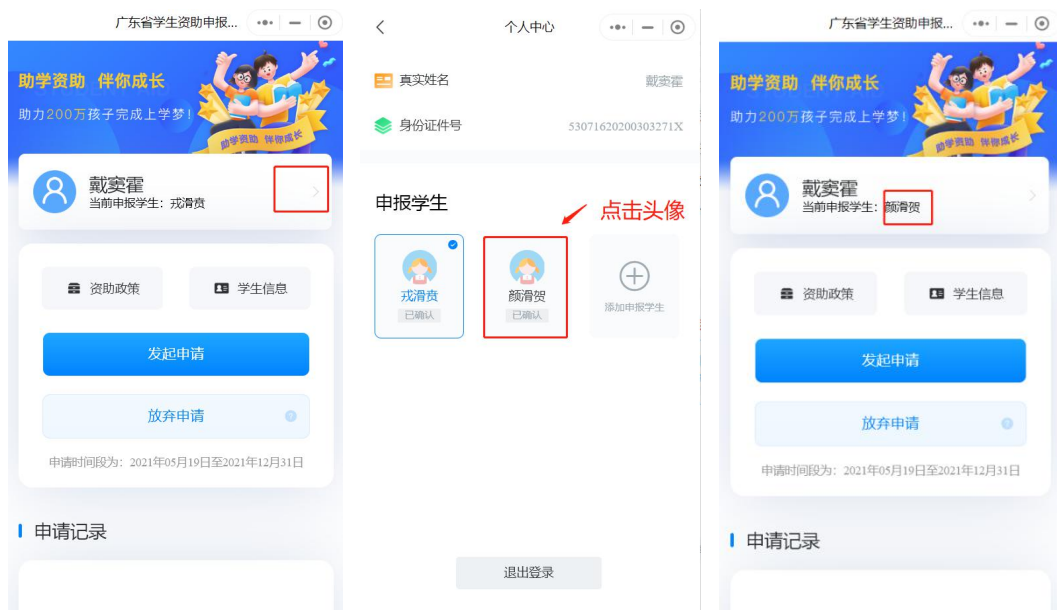 广东省学生资助申报...
助学资助 伴你成长
助力200万孩子完成上学梦!
助学资助 伴你成长
戴窦霍
当前申报学生：戎滑贲
资助政策
学生信息
发起申请
放弃申请
?
申请时间段为：2021年05月19日至2021年12月31日
申请记录
个人中心
真实姓名
戴窦霍
身份证件号
53071620200303271X
申报学生
点击头像
戎滑贲
已确认
颜滑贺
已确认
添加申报学生
退出登录
广东省学生资助申报...
助学资助 伴你成长
助力200万孩子完成上学梦!
助学资助 伴你成长
戴窦霍
当前申报学生：颜滑贺
资助政策
学生信息
发起申请
放弃申请
?
申请时间段为：2021年05月19日至2021年12月31日
申请记录